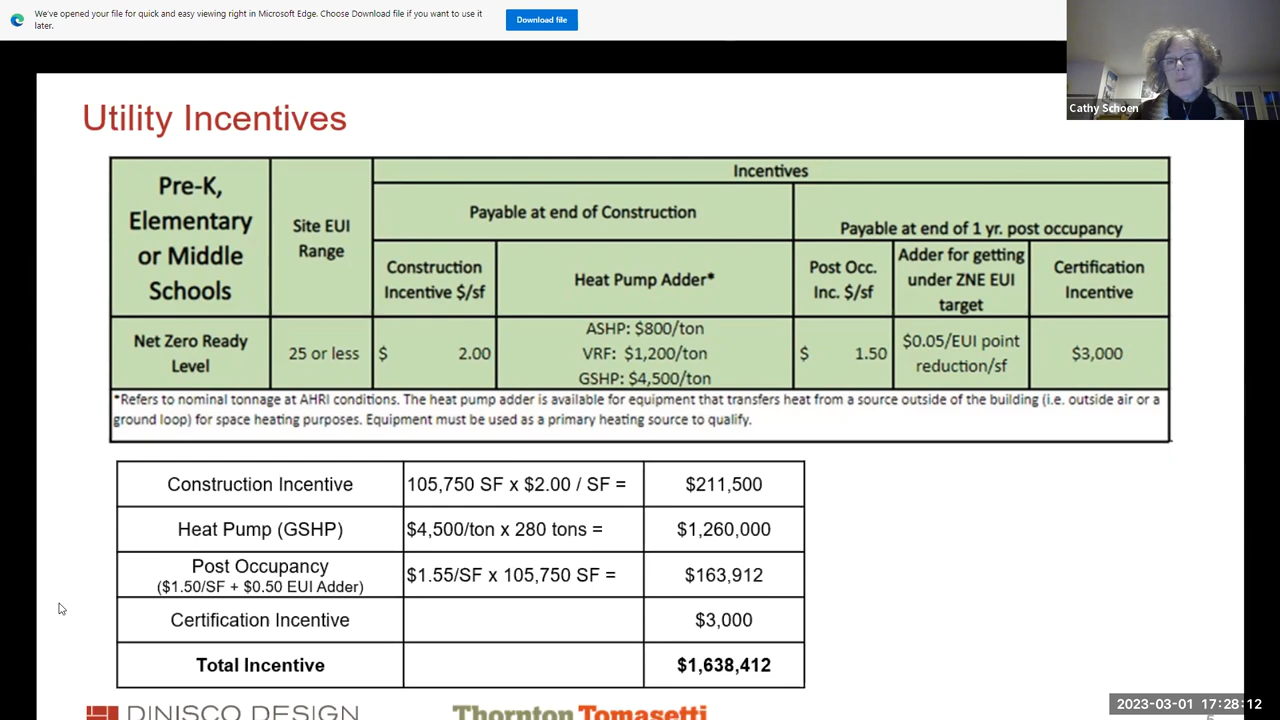 We've opened your file for quick and easy viewing right in Microsoft Edge. Choose Download file if you want to use it
later.
Download file
Cathy Schoen
Utility Incentives
Pre-K,
Elementary
or Middle
Schools
Site EUI
Range
Incentives
Payable at end of Construction
Payable at end of 1 yr. post occupancy
Construction
Incentive $/sf
Heat Pump Adder*
Post Occ.
Inc. $/sf
Adder for getting
under ZNE EUI
target
Certification
Incentive
Net Zero Ready
Level
25 or less
$ 2.00
ASHP: $800/ton
VRF: $1,200/ton
GSHP: $4,500/ton
$ 1.50
$0.05/EUI point
reduction/sf
$3,000
*Refers to nominal tonnage at AHRI conditions. The heat pump adder is available for equipment that transfers heat from a source outside of the building (i.e. outside air or a
ground loop) for space heating purposes. Equipment must be used as a primary heating source to qualify.
Construction Incentive 105,750 SF x $2.00 / SF = $211,500
Heat Pump (GSHP) $4,500/ton x 280 tons = $1,260,000
Post Occupancy
($1.50/SF + $0.50 EUI Adder) $1.55/SF x 105,750 SF = $163,912
Certification Incentive $3,000
Total Incentive $1,638,412
DINISCO DESIGN
Thornton Tomasetti
2023-03-01 17:28:12